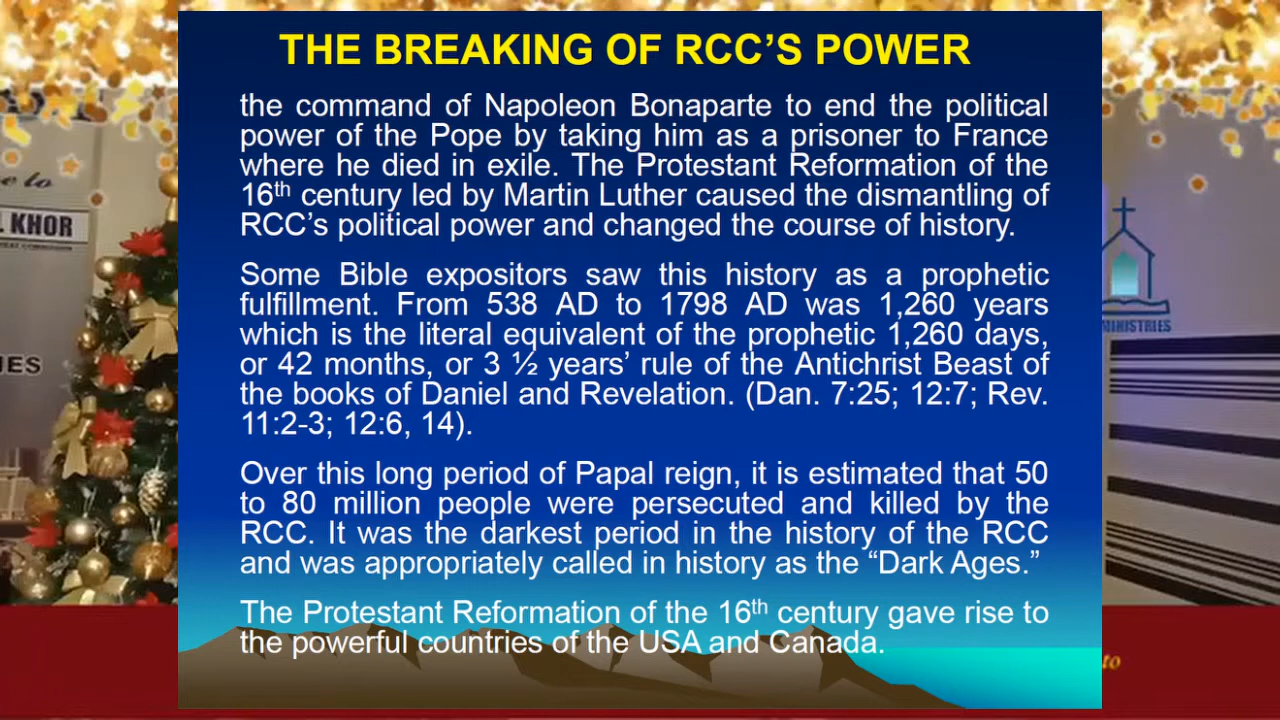 THE BREAKING OF RCC’S POWER
the command of Napoleon Bonaparte to end the political
power of the Pope by taking him as a prisoner to France
where he died in exile. The Protestant Reformation of the
16th century led by Martin Luther caused the dismantling of
RCC’s political power and changed the course of history.
Some Bible expositors saw this history as a prophetic
fulfillment. From 538 AD to 1798 AD was 1,260 years
which is the literal equivalent of the prophetic 1,260 days,
or 42 months, or 3 ½ years’ rule of the Antichrist Beast of
the books of Daniel and Revelation. (Dan. 7:25; 12:7; Rev.
11:2-3; 12:6, 14).
Over this long period of Papal reign, it is estimated that 50
to 80 million people were persecuted and killed by the
RCC. It was the darkest period in the history of the RCC
and was appropriately called in history as the “Dark Ages.”
The Protestant Reformation of the 16th century gave rise to
the powerful countries of the USA and Canada.
to
KHOR
MINISTRIES
to